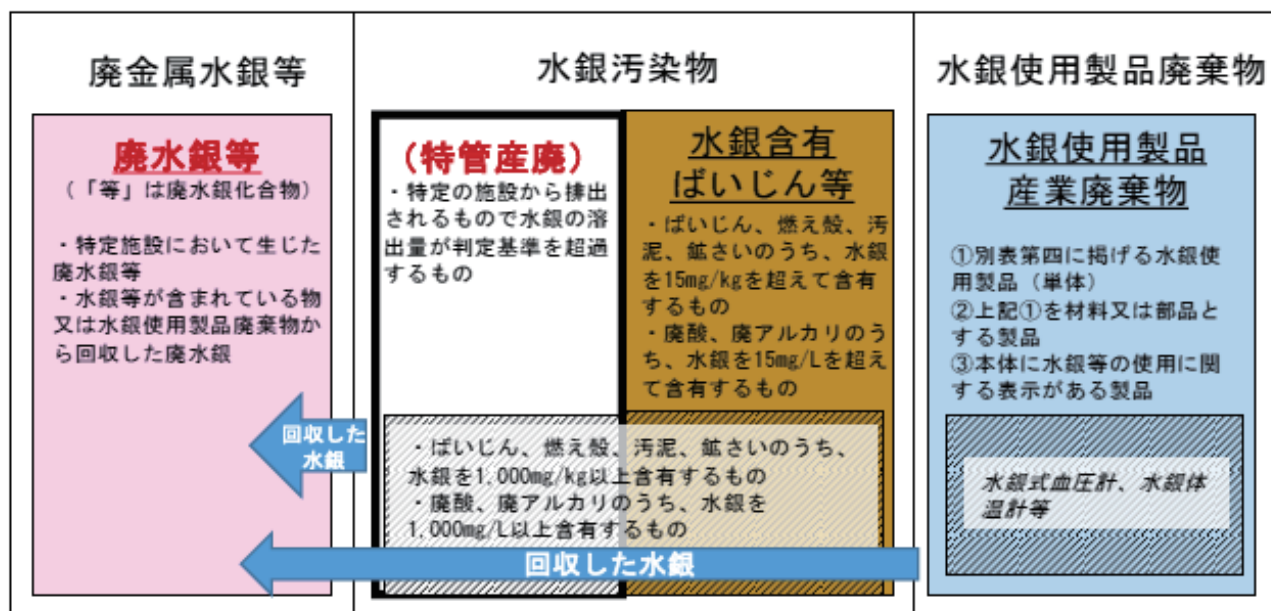 廃金属水銀等
廃水銀等
（「等」は廃水銀化合物）
・特定施設において生じた
廃水銀等
・水銀等が含まれている物
又は水銀使用製品廃棄物か
ら回収した廃水銀
水銀汚染物
（特管産廃）
・特定の施設から排出
されるもので水銀の溶
出量が判定基準を超過
するもの
水銀含有
ばいじん等
・ばいじん、燃え殻、汚
泥、鉱さいのうち、水銀
を15mg/kgを超えて含有
するもの
・廃酸、廃アルカリのう
ち、水銀を15mg/Lを超え
て含有するもの
回収した
水銀
・ばいじん、燃え殻、汚泥、鉱さいのうち、
水銀を1,000mg/kg以上含有するもの
・廃酸、廃アルカリのうち、水銀を
1,000mg/L以上含有するもの
回収した水銀
水銀使用製品廃棄物
水銀使用製品
産業廃棄物
①別表第四に掲げる水銀使
用製品（単体）
②上記①を材料又は部品と
する製品
③本体に水銀等の使用に関
する表示がある製品
水銀式血圧計、水銀体
温計等